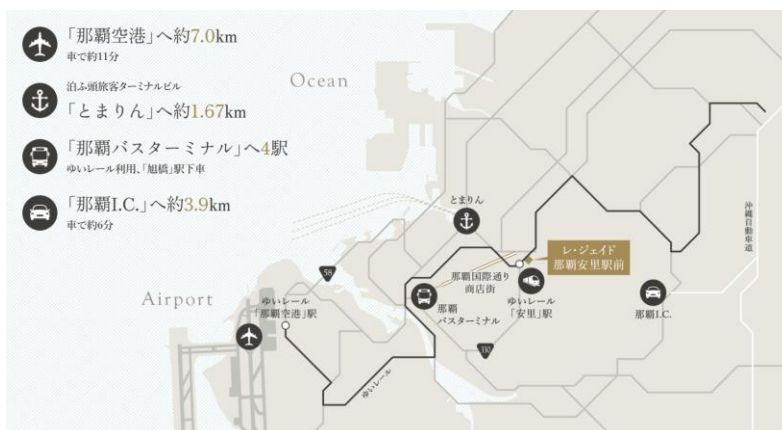 「那覇空港」へ約7.0km
車で約11分
泊ふ頭旅客ターミナルビル
「とまりん」へ約1.67km
「那覇バスターミナル」へ4駅
ゆいレール利用、「旭橋」駅下車
「那覇I.C.」へ約3.9km
車で約6分
Ocean
とまりん
レ・ジェイド
那覇安里駅前
沖縄自動車道
58
那覇国際通り
商店街
Airport
ゆいレール
「那覇空港」駅
那覇
バスターミナル
ゆいレール
「安里」駅
那覇I.C.
330
ゆいレール